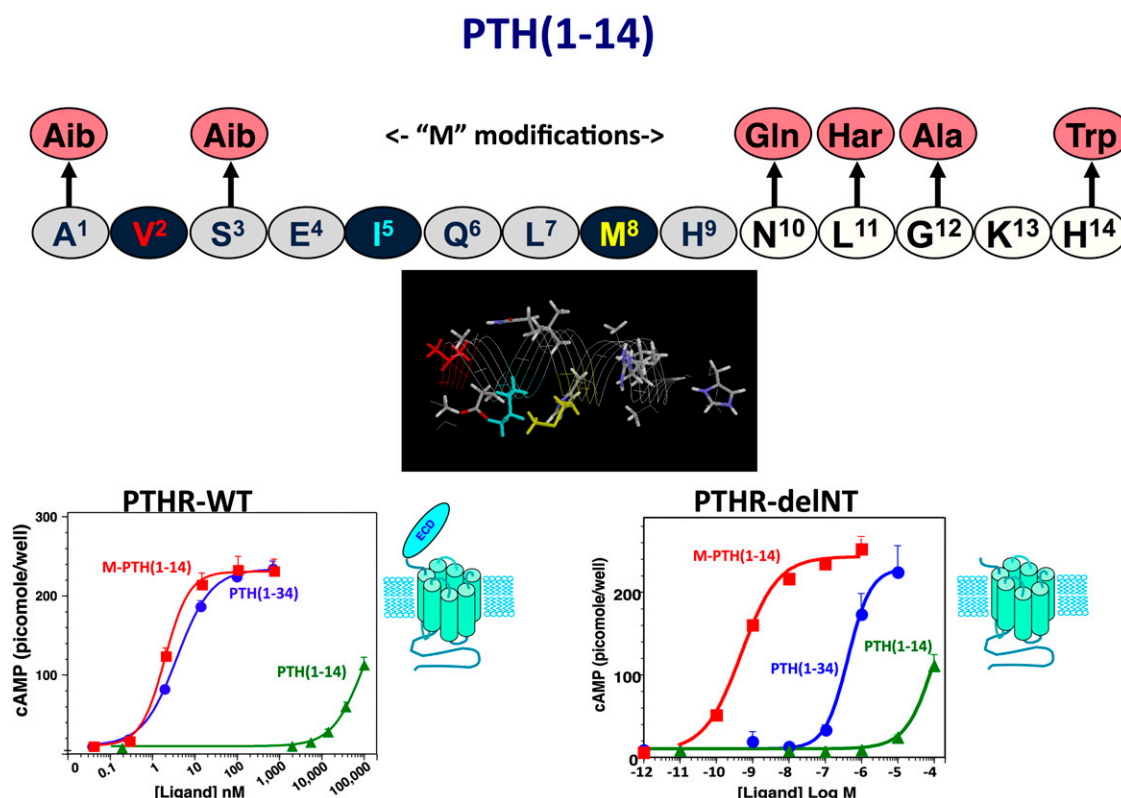 PTH(1-14)
Aib Aib <- “M” modifications-> Gln Har Ala Trp
A1 V2 S3 E4 I5 Q6 L7 M8 H9 N10 L11 G12 K13 H14
PTHR-WT
300
200
100
cAMP (picomole/well)
M-PTH(1-14)
PTH(1-34)
PTH(1-14)
0 0.1 1 10 100 1,000 10,000 100,000
[Ligand] nM
ECD
PTHR-delNT
200
100
0
cAMP (picomole/well)
M-PTH(1-14)
PTH(1-34)
PTH(1-14)
-12 -11 -10 -9 -8 -7 -6 -5 -4
[Ligand] Log M